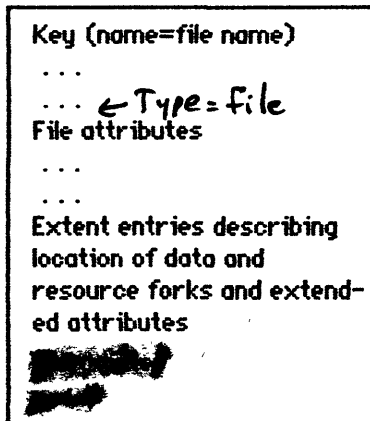 Key (name=file name)
. . .
. . . ← Type = file
File attributes
. . .
. . .
Extent entries describing
location of data and
resource forks and extend-
ed attributes